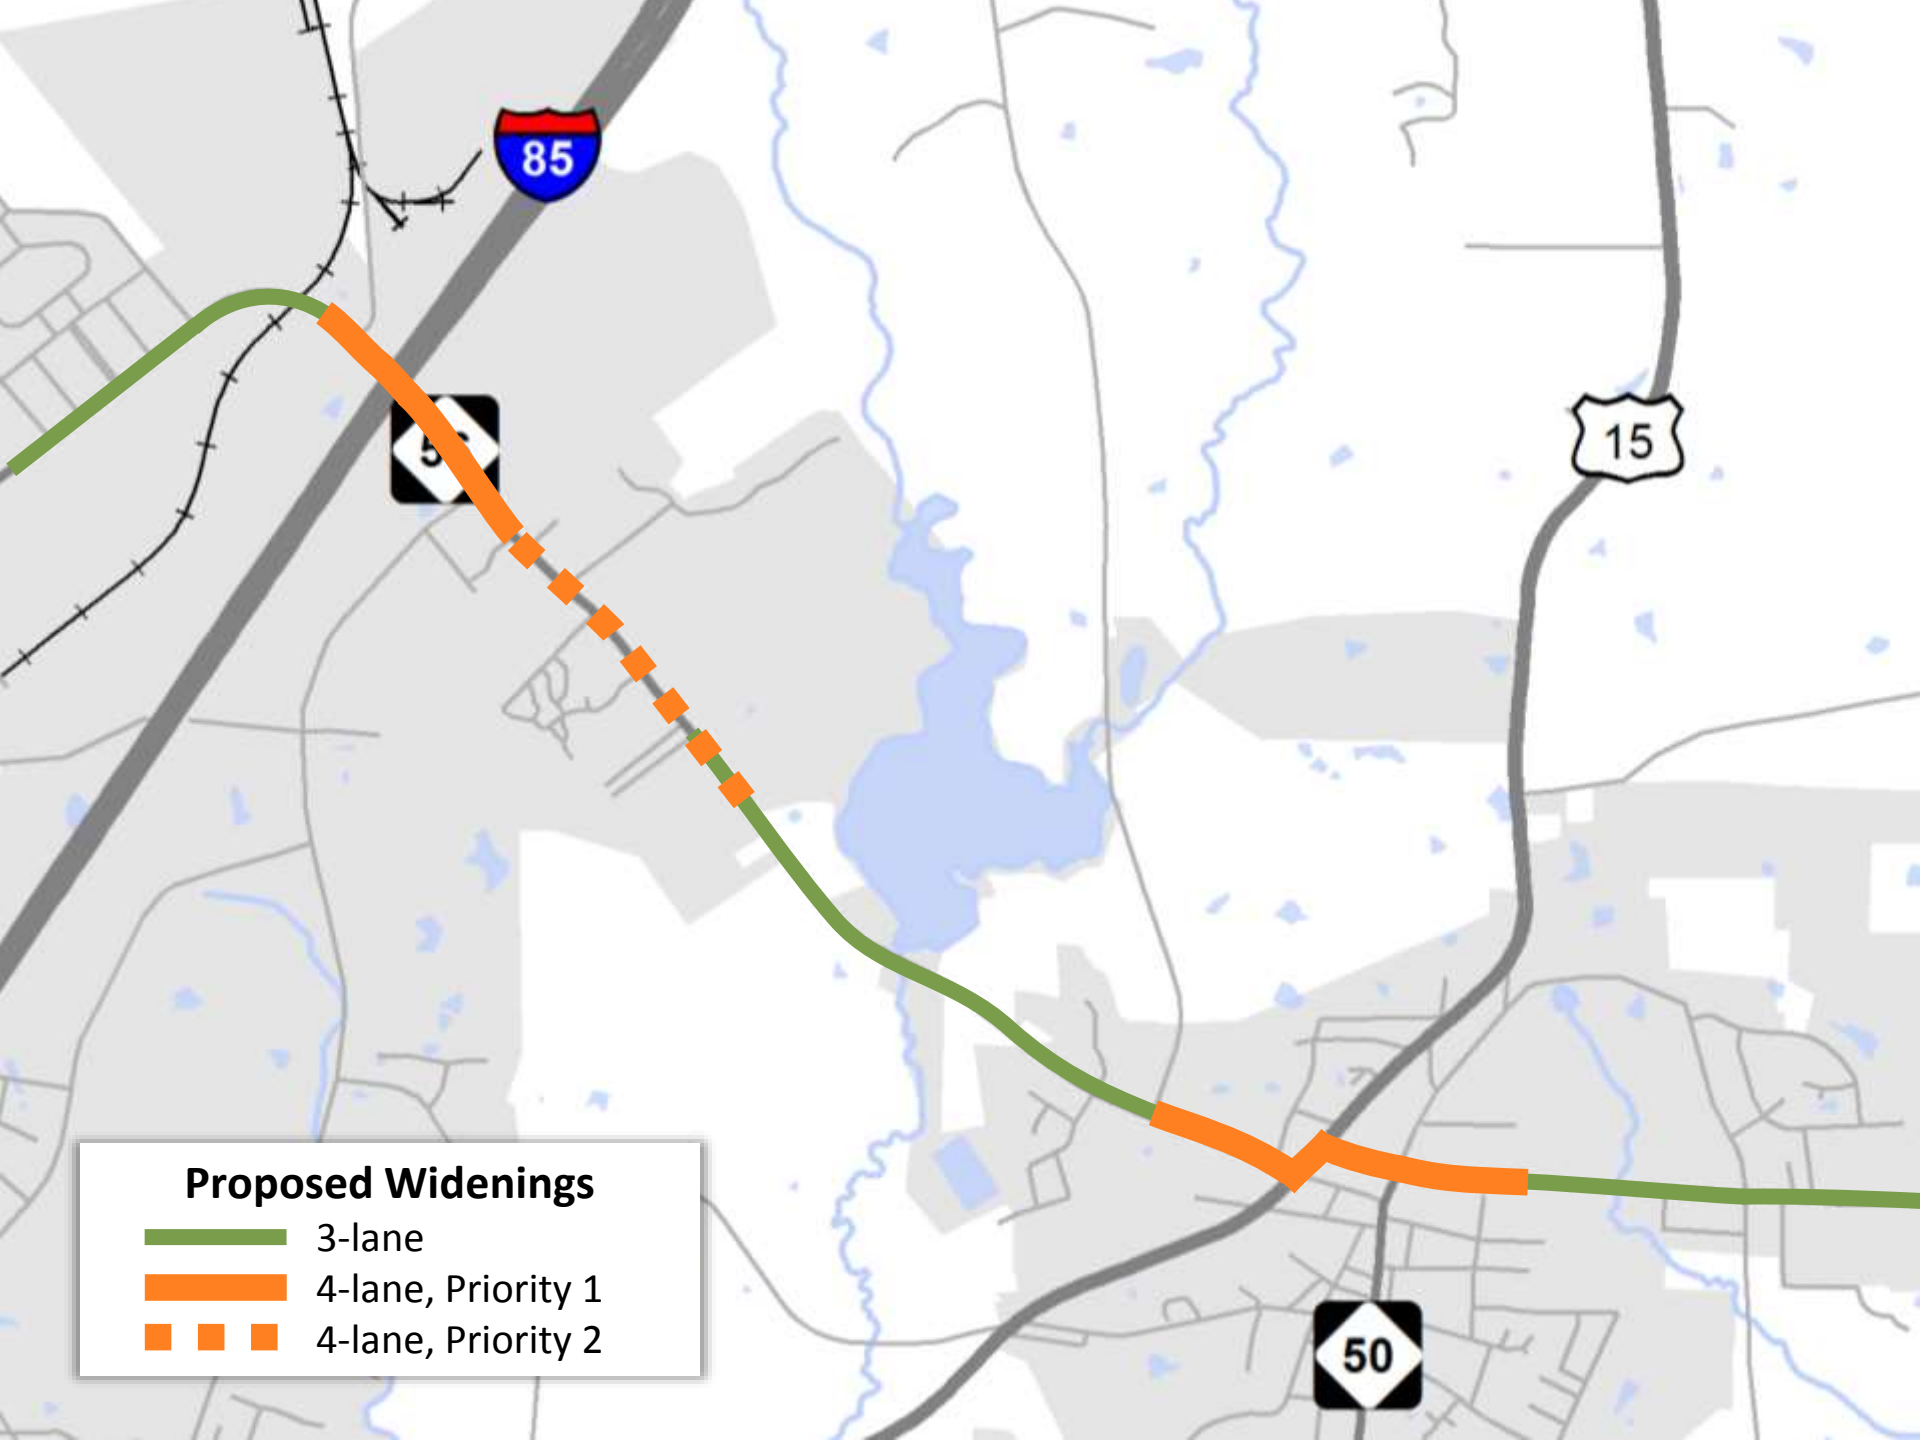 85
15
Proposed Widenings
3-lane
4-lane, Priority 1
4-lane, Priority 2
50